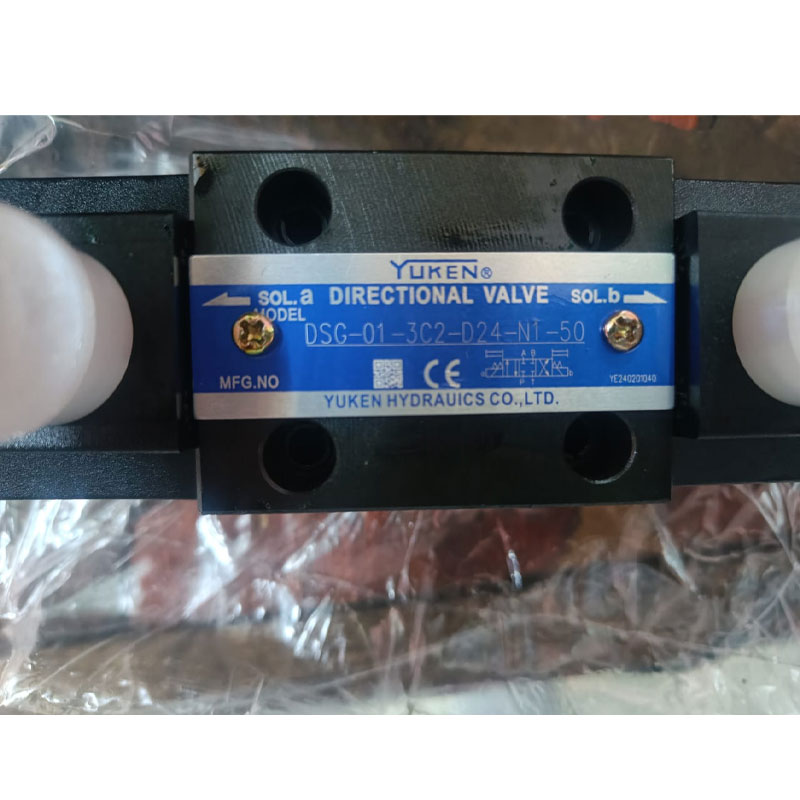 YUKEN®
SOL.a DIRECTIONAL VALVE SOL.b
MODEL DSG-01-3C2-D24-N1-50
A B
MFG.NO CE P T YE240201040
YUKEN HYDRAUICS CO.,LTD.